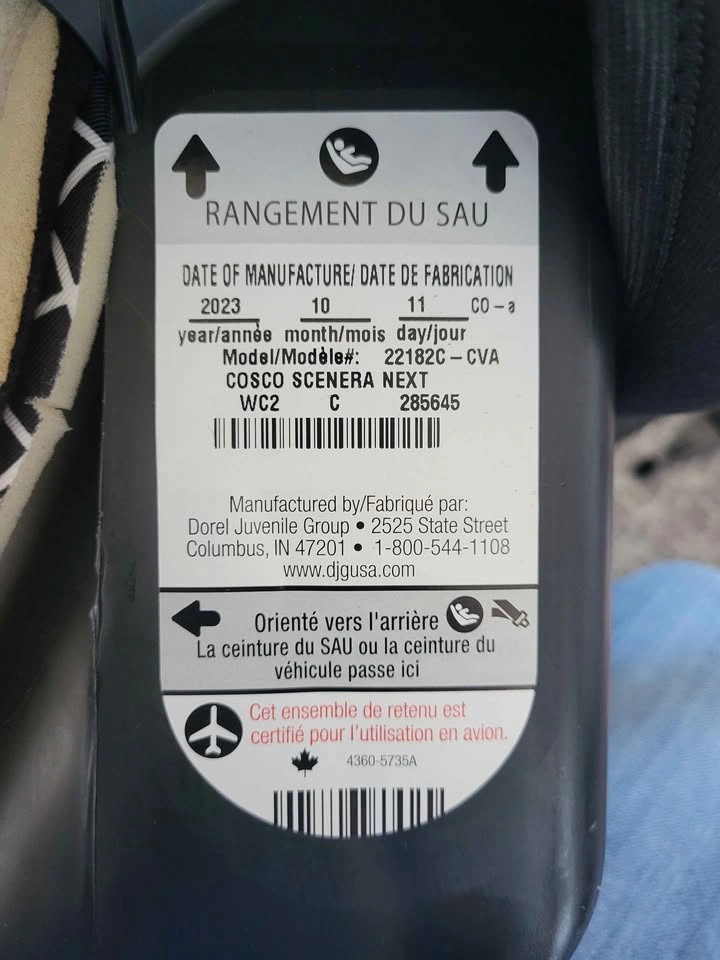 RANGEMENT DU SAU
DATE OF MANUFACTURE/ DATE DE FABRICATION
2023 10 11 CO-a
year/année month/mois day/jour
Model/Modèle#: 22182C-CVA
COSCO SCENERA NEXT
WC2 C 285645
Manufactured by/Fabriqué par:
Dorel Juvenile Group • 2525 State Street
Columbus, IN 47201 • 1-800-544-1108
www.djgusa.com
Orienté vers l'arrière
La ceinture du SAU ou la ceinture du
véhicule passe ici
Cet ensemble de retenu est
certifié pour l'utilisation en avion.
4360-5735A